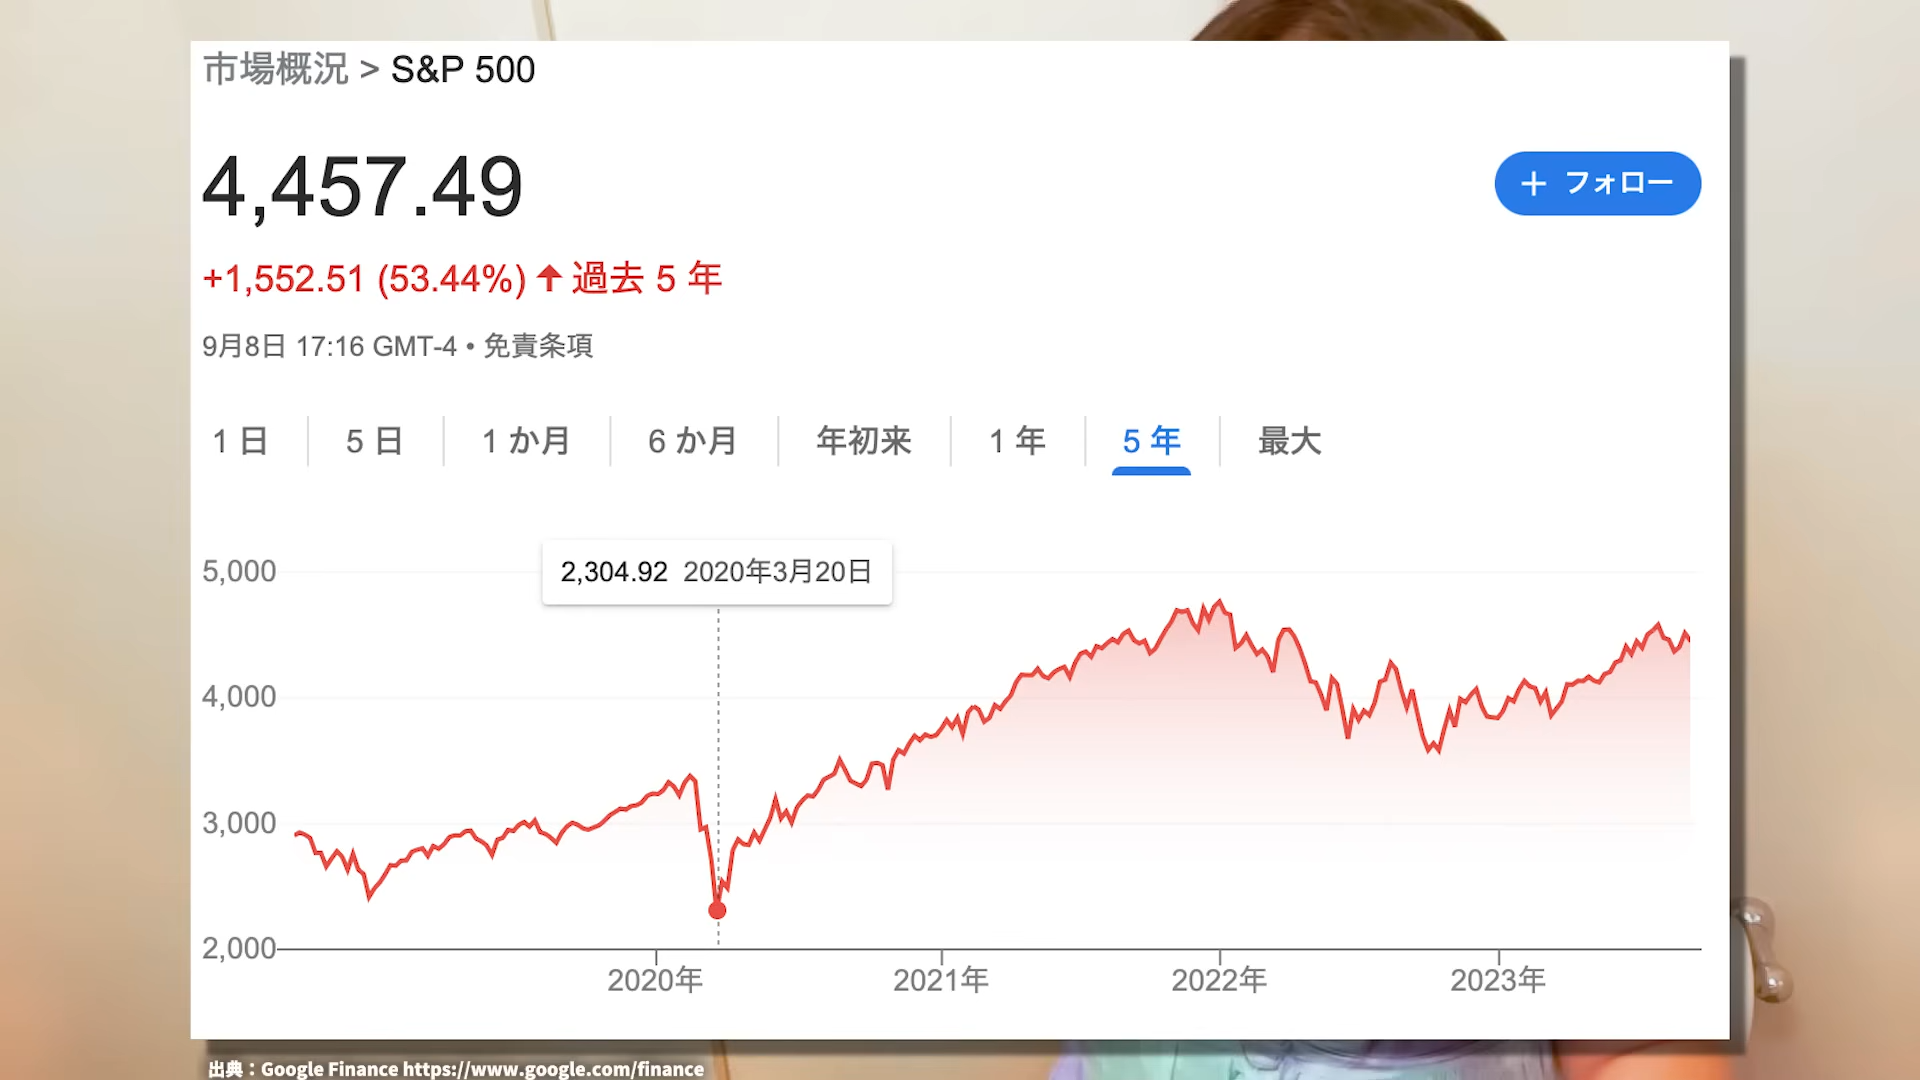 市場概況 > S&P 500
4,457.49
+ フォロー
+1,552.51 (53.44%) ↑ 過去 5 年
9月8日 17:16 GMT-4 • 免責条項
1 日 5 日 1 か月 6 か月 年初来 1 年 5 年 最大
2,304.92 2020年3月20日
5,000
4,000
3,000
2,000
2020年 2021年 2022年 2023年
出典：Google Finance https://www.google.com/finance